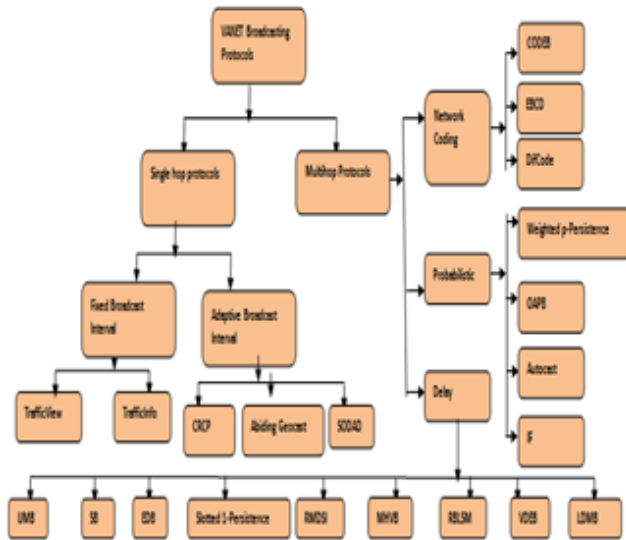 VANET Broadcasting
Protocols
Single hop protocols
Multihop Protocols
Network
Coding
CODEB
EBCD
DifCode
Probabilistic
Weighted p-Persistence
OAPB
Autocast
IF
Delay
Fixed Broadcast
Interval
Adaptive Broadcast
Interval
TrafficView
TrafficInfo
CRCP
Abiding Geocast
SODAD
UMB
SB
EDB
Slotted 1-Persistence
RMDSI
MHVB
RBLSM
VDEB
LDMB